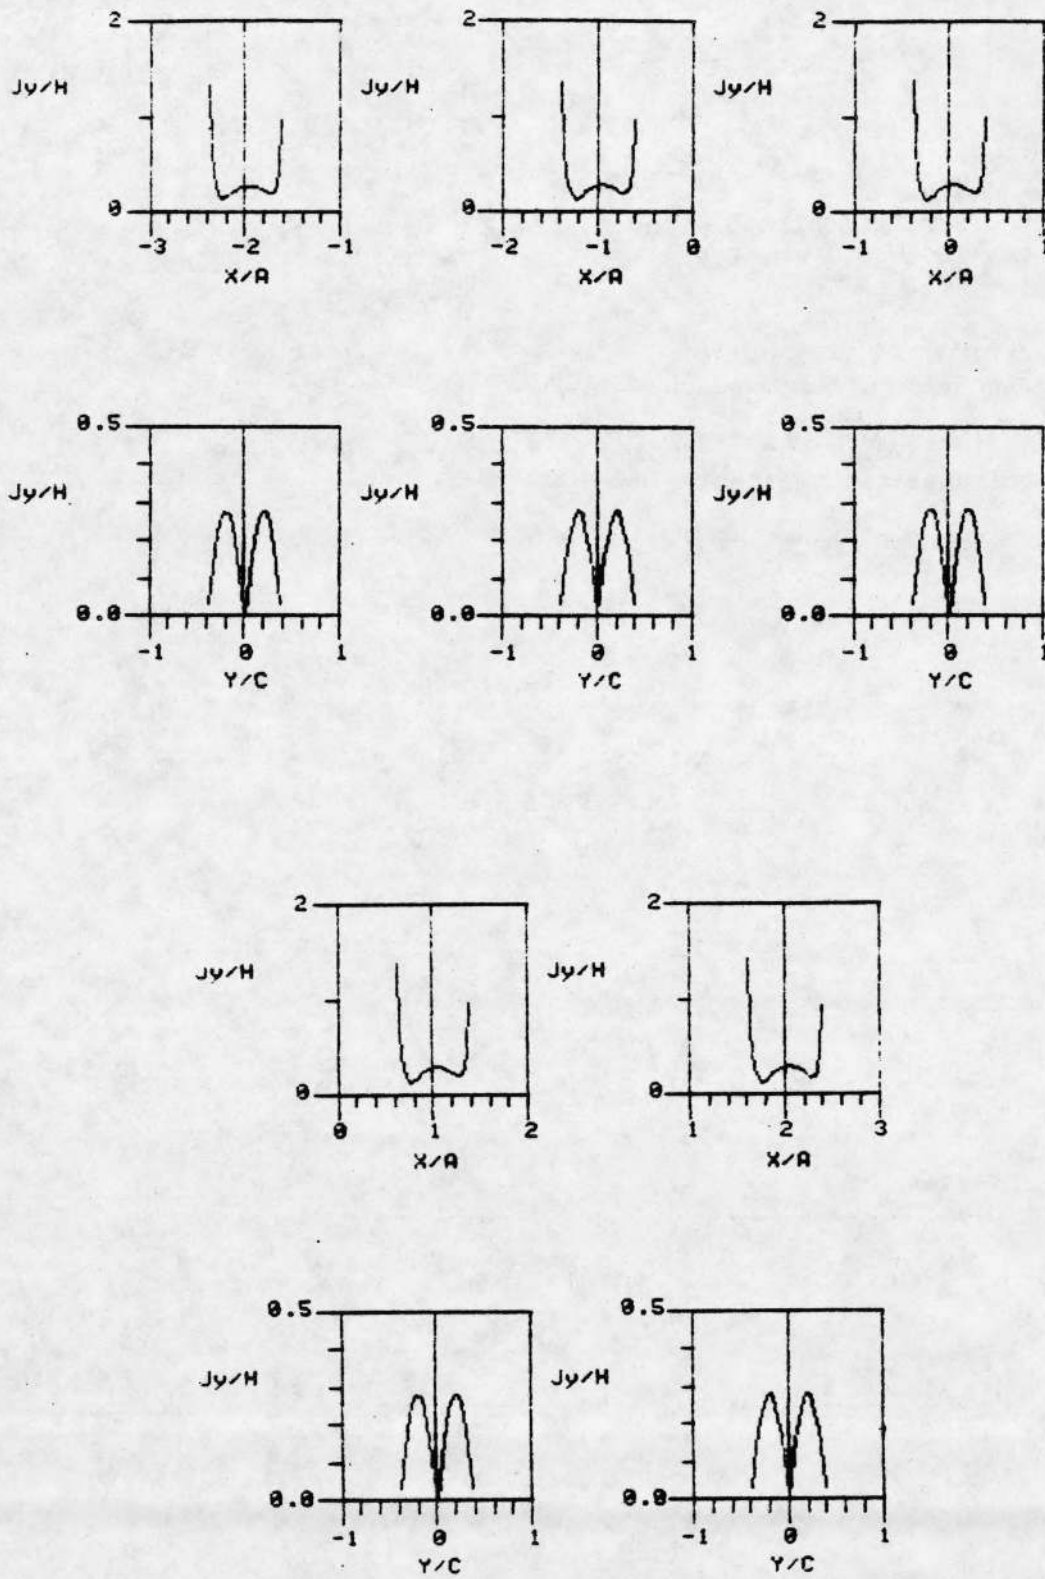 2 2 2
Jy/H Jy/H Jy/H
0 0 0
-3 -2 -1 -2 -1 0 -1 0 1
X/A X/A X/A
0.5 0.5 0.5
Jy/H Jy/H Jy/H
0.0 0.0 0.0
-1 0 1 -1 0 1 -1 0 1
Y/C Y/C Y/C
2 2
Jy/H Jy/H
0 0
0 1 2 1 2 3
X/A X/A
0.5 0.5
Jy/H Jy/H
0.0 0.0
-1 0 1 -1 0 1
Y/C Y/C